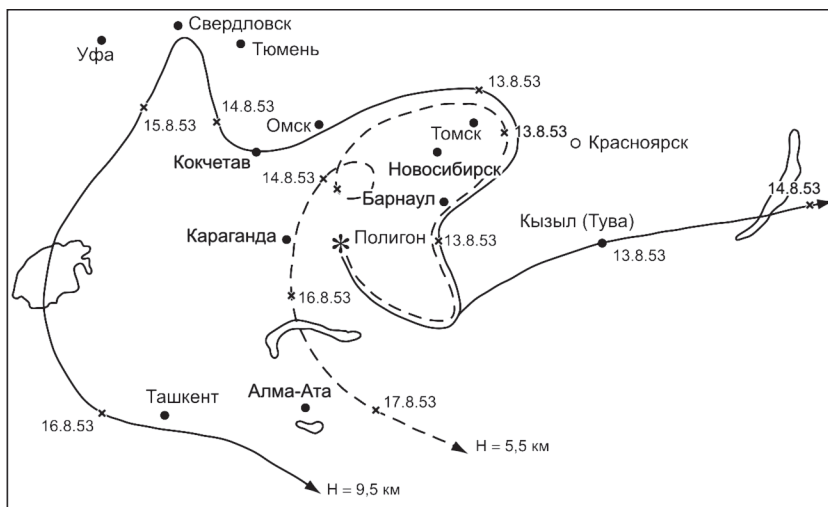 Свердловск
Уфа
Тюмень
13.8.53
14.8.53
15.8.53
Омск
Томск
13.8.53
Красноярск
Кокчетав
Новосибирск
14.8.53
Барнаул
14.8.53
Караганда
Полигон
13.8.53
Кызыл (Тува)
13.8.53
16.8.53
Алма-Ата
Ташкент
17.8.53
16.8.53
H = 5,5 км
H = 9,5 км